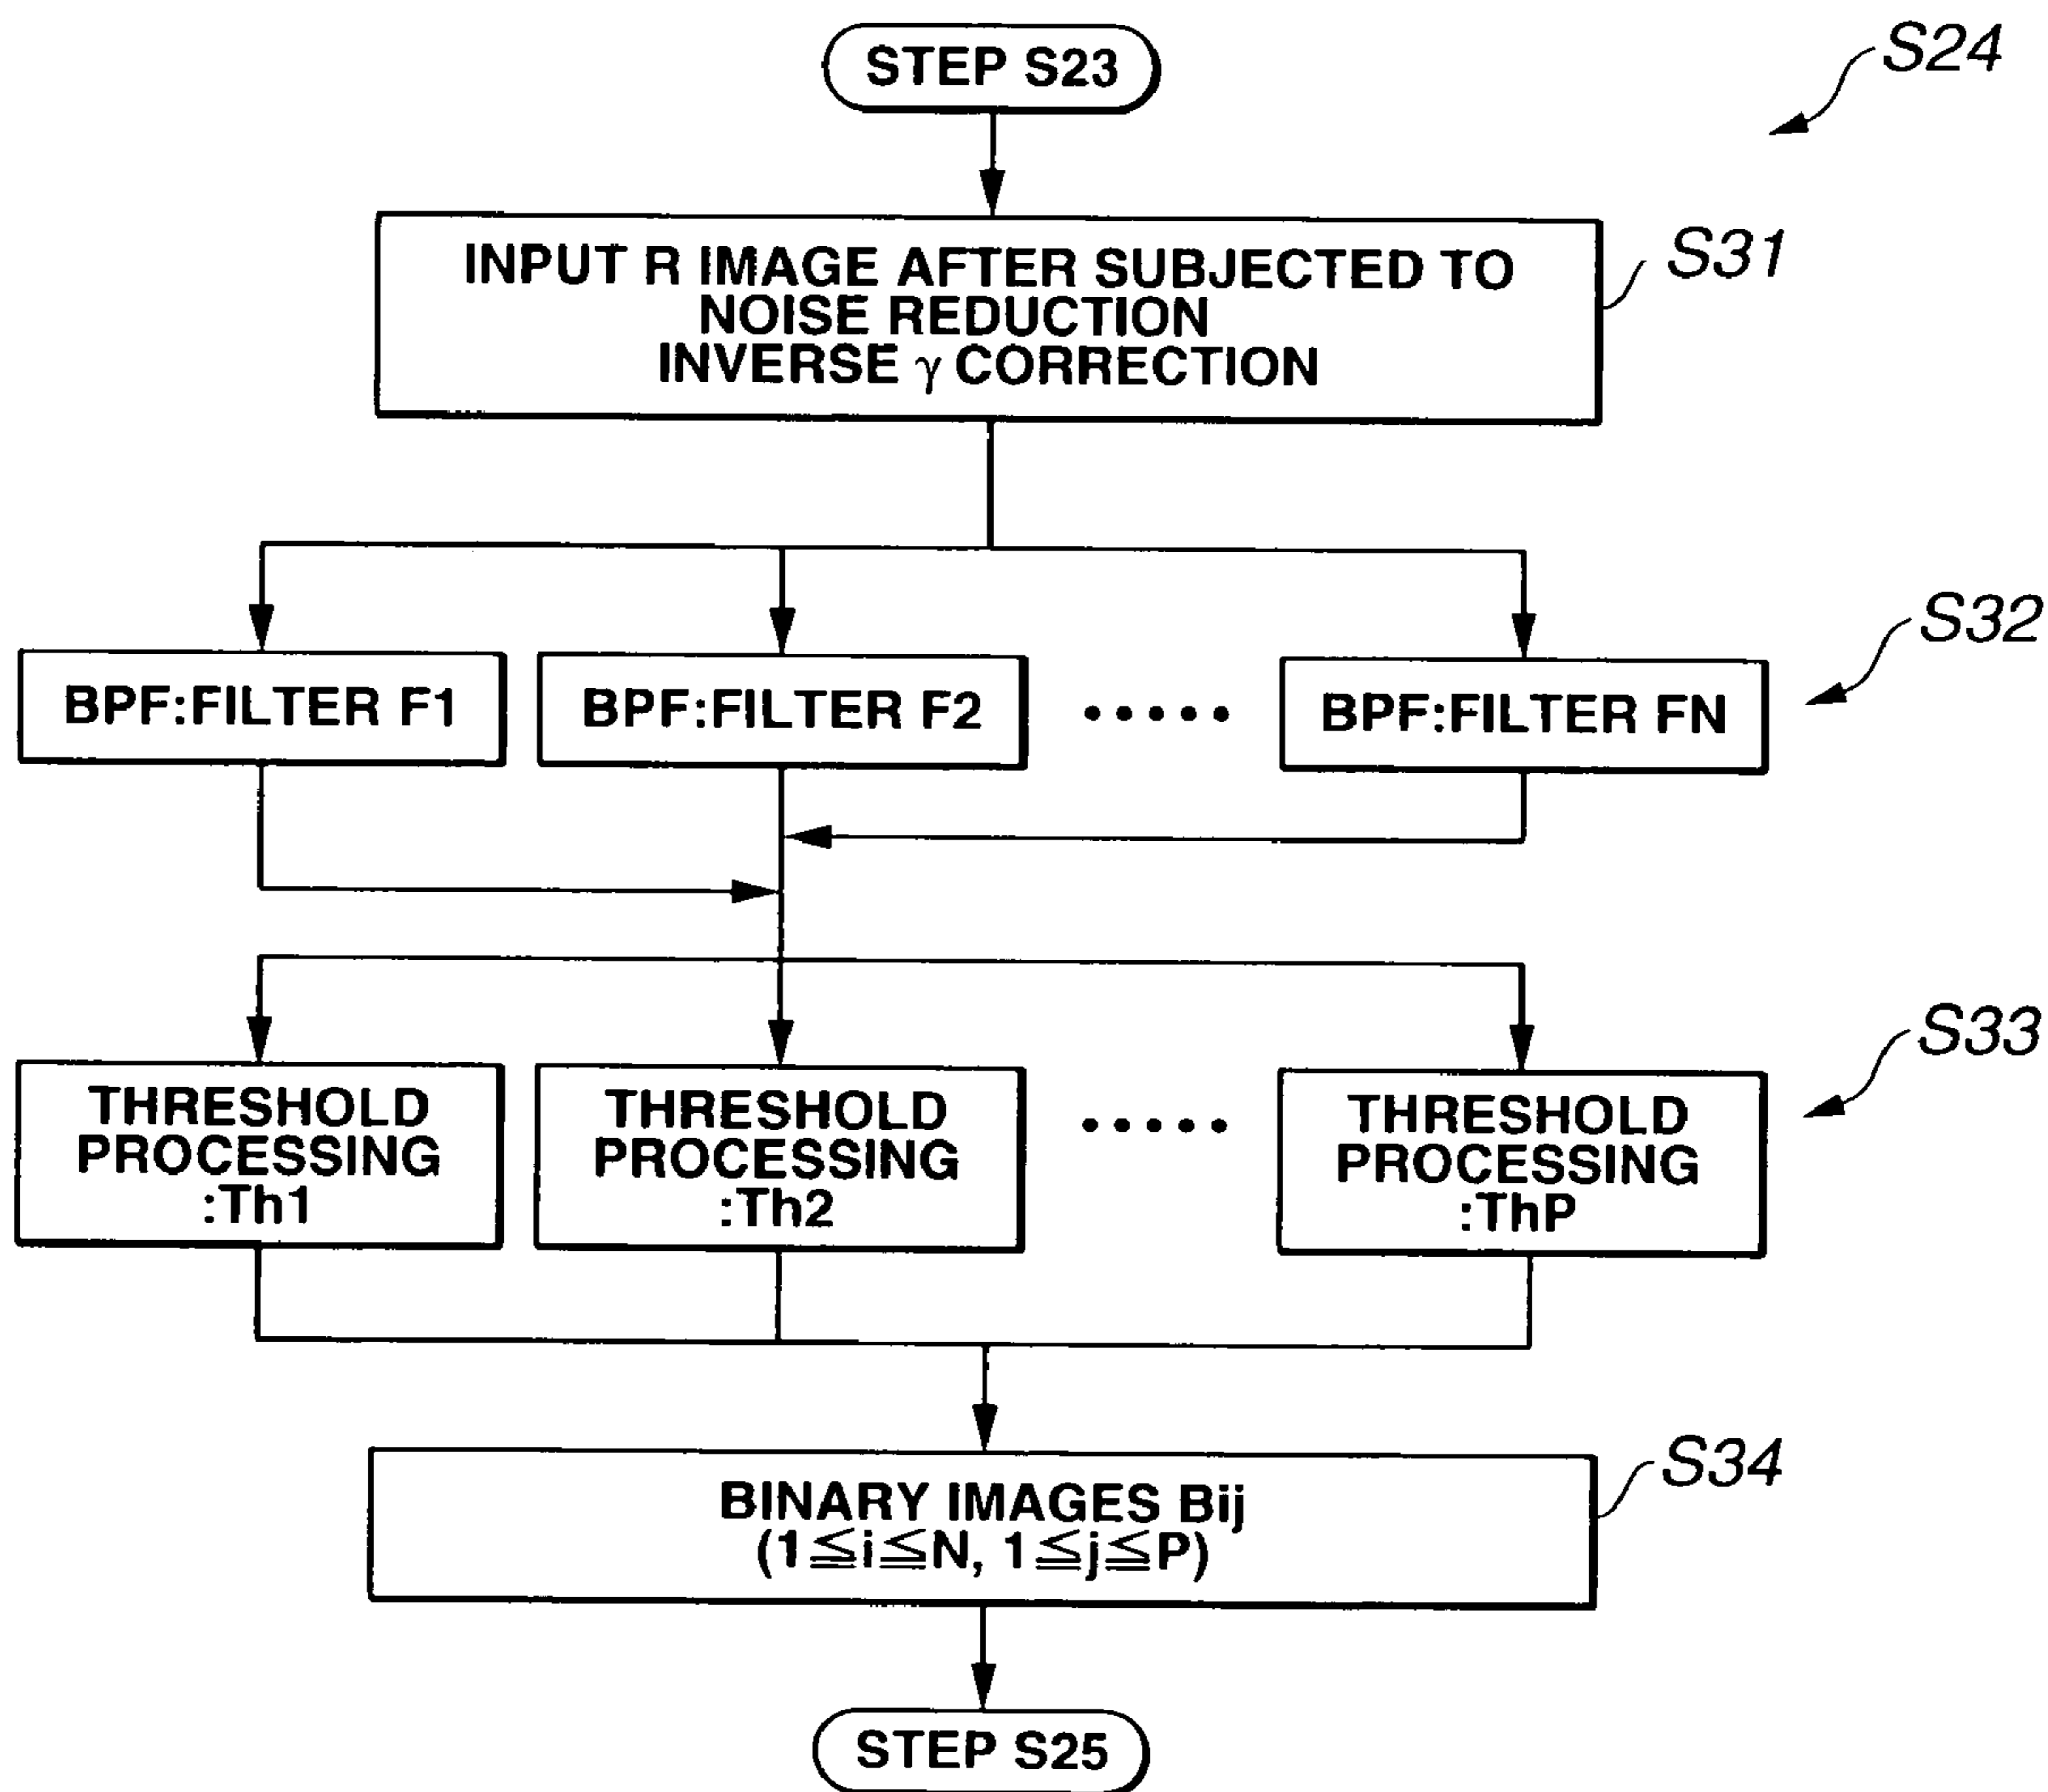 STEP S23
S24
INPUT R IMAGE AFTER SUBJECTED TO
NOISE REDUCTION
INVERSE γ CORRECTION
S31
BPF:FILTER F1
BPF:FILTER F2
•••••
BPF:FILTER FN
S32
THRESHOLD
PROCESSING
:Th1
THRESHOLD
PROCESSING
:Th2
•••••
THRESHOLD
PROCESSING
:ThP
S33
BINARY IMAGES Bij
(1≦i≦N, 1≦j≦P)
S34
STEP S25